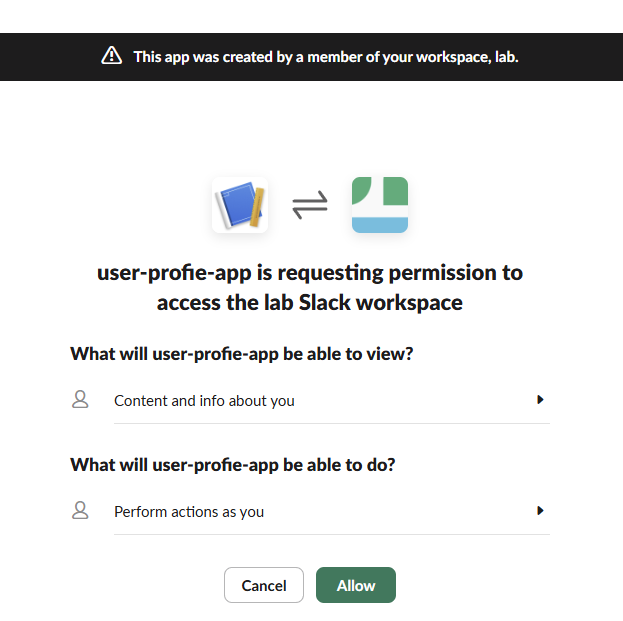 This app was created by a member of your workspace, lab.
user-profie-app is requesting permission to
access the lab Slack workspace
What will user-profie-app be able to view?
Content and info about you
What will user-profie-app be able to do?
Perform actions as you
Cancel
Allow